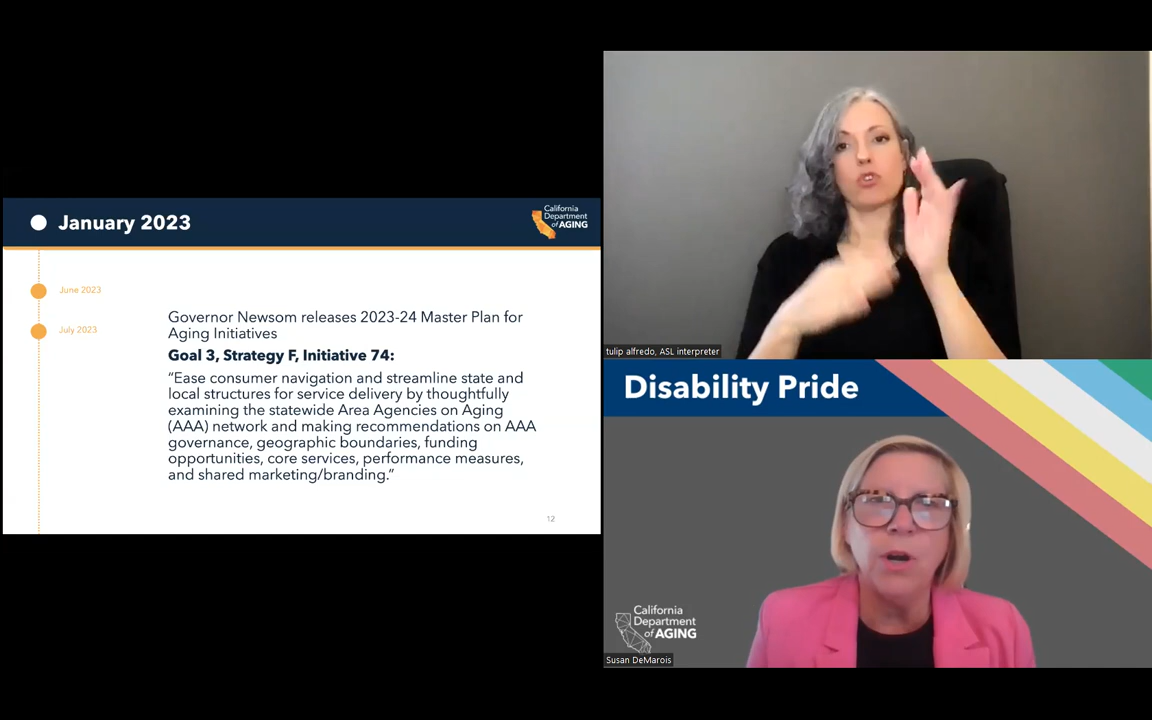 January 2023
California
Department
of AGING
June 2023
July 2023
Governor Newsom releases 2023-24 Master Plan for
Aging Initiatives
Goal 3, Strategy F, Initiative 74:
“Ease consumer navigation and streamline state and
local structures for service delivery by thoughtfully
examining the statewide Area Agencies on Aging
(AAA) network and making recommendations on AAA
governance, geographic boundaries, funding
opportunities, core services, performance measures,
and shared marketing/branding.”
12
tulip alfredo, ASL interpreter
Disability Pride
California
Department
of AGING
Susan DeMarois